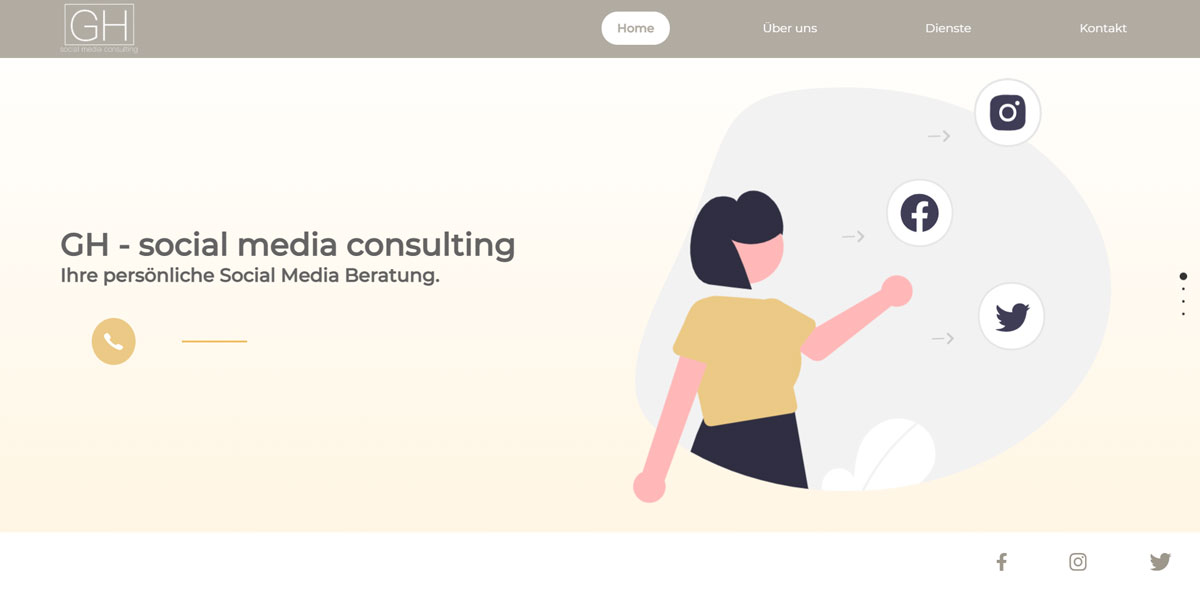 GH
social media consulting
Home
Über uns
Dienste
Kontakt
GH - social media consulting
Ihre persönliche Social Media Beratung.